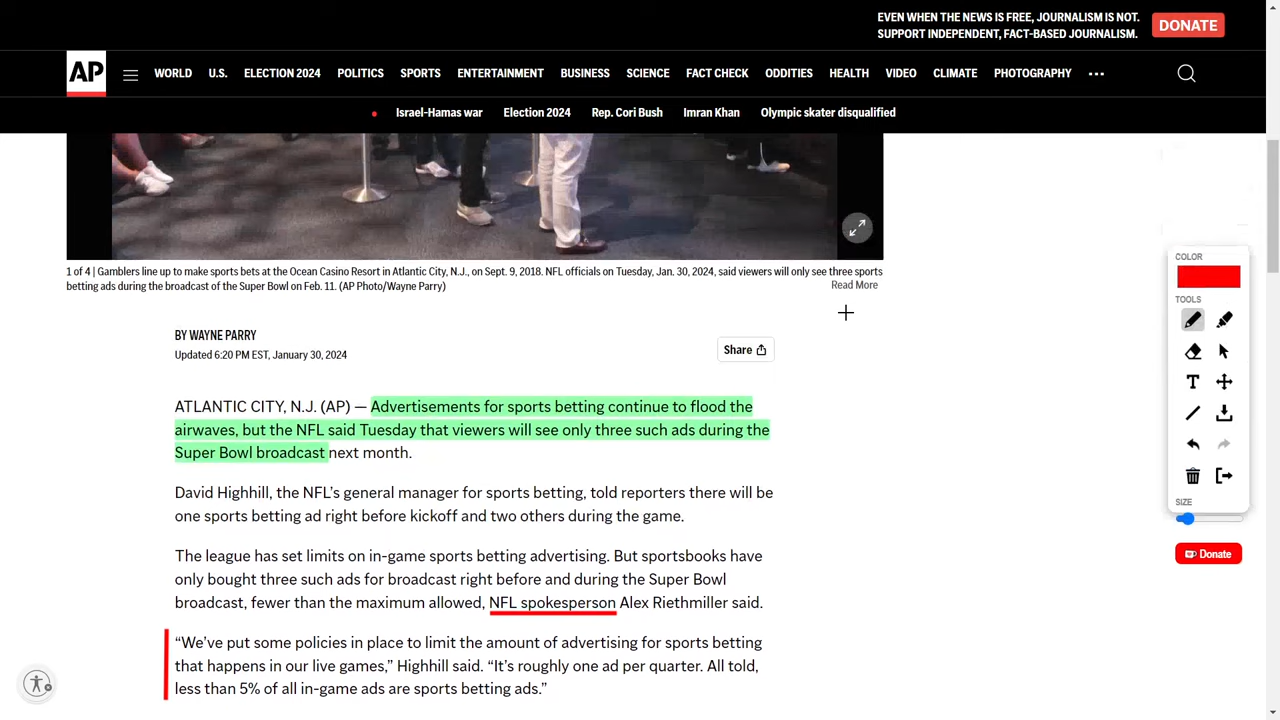 EVEN WHEN THE NEWS IS FREE, JOURNALISM IS NOT.
SUPPORT INDEPENDENT, FACT-BASED JOURNALISM.
DONATE
AP
WORLD U.S. ELECTION 2024 POLITICS SPORTS ENTERTAINMENT BUSINESS SCIENCE FACT CHECK ODDITIES HEALTH VIDEO CLIMATE PHOTOGRAPHY
Israel-Hamas war Election 2024 Rep. Cori Bush Imran Khan Olympic skater disqualified
1 of 4 | Gamblers line up to make sports bets at the Ocean Casino Resort in Atlantic City, N.J., on Sept. 9, 2018. NFL officials on Tuesday, Jan. 30, 2024, said viewers will only see three sports
betting ads during the broadcast of the Super Bowl on Feb. 11. (AP Photo/Wayne Parry)
Read More
BY WAYNE PARRY
Updated 6:20 PM EST, January 30, 2024
Share
ATLANTIC CITY, N.J. (AP) — Advertisements for sports betting continue to flood the
airwaves, but the NFL said Tuesday that viewers will see only three such ads during the
Super Bowl broadcast next month.
David Highhill, the NFL’s general manager for sports betting, told reporters there will be
one sports betting ad right before kickoff and two others during the game.
The league has set limits on in-game sports betting advertising. But sportsbooks have
only bought three such ads for broadcast right before and during the Super Bowl
broadcast, fewer than the maximum allowed, NFL spokesperson Alex Riethmiller said.
“We’ve put some policies in place to limit the amount of advertising for sports betting
that happens in our live games,” Highhill said. “It’s roughly one ad per quarter. All told,
less than 5% of all in-game ads are sports betting ads.”
COLOR
TOOLS
T
SIZE
Donate